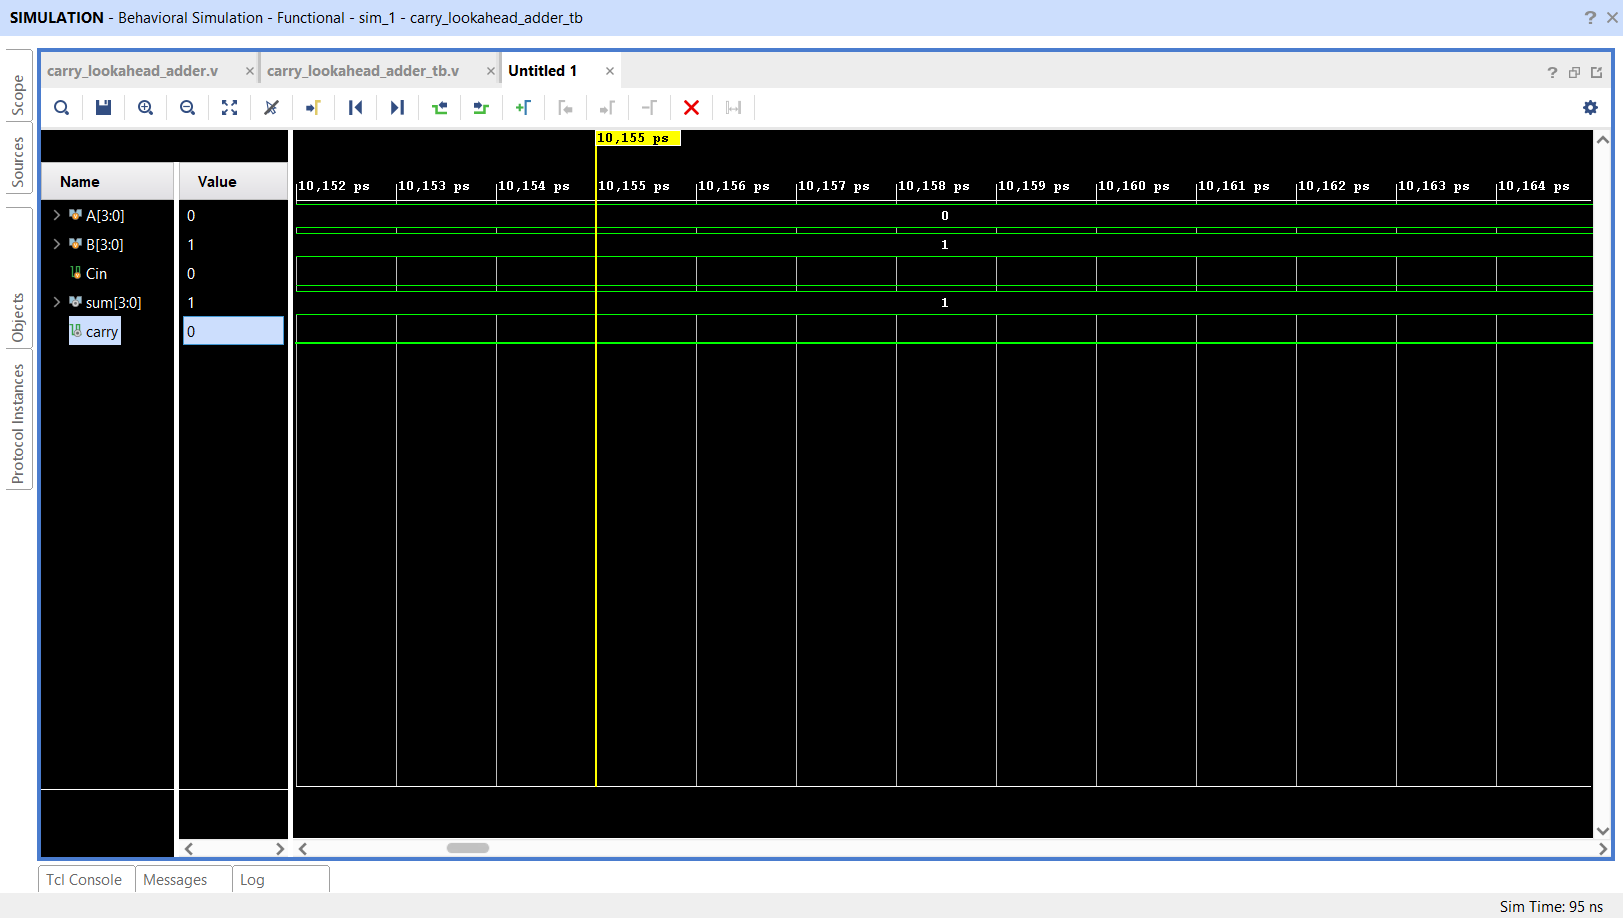 SIMULATION - Behavioral Simulation - Functional - sim_1 - carry_lookahead_adder_tb
carry_lookahead_adder.v
carry_lookahead_adder_tb.v
Untitled 1
Scope
Sources
Objects
Protocol Instances
10,155 ps
Name Value
10,152 ps 10,153 ps 10,154 ps 10,155 ps 10,156 ps 10,157 ps 10,158 ps 10,159 ps 10,160 ps 10,161 ps 10,162 ps 10,163 ps 10,164 ps
A[3:0] 0 0
B[3:0] 1 1
Cin 0
sum[3:0] 1 1
carry 0
Tcl Console Messages Log
Sim Time: 95 ns